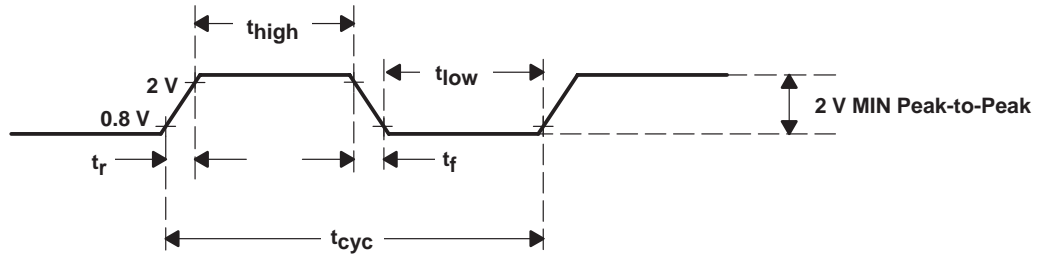 thigh
2 V
tlow
0.8 V
2 V MIN Peak-to-Peak
tr
tf
tcyc